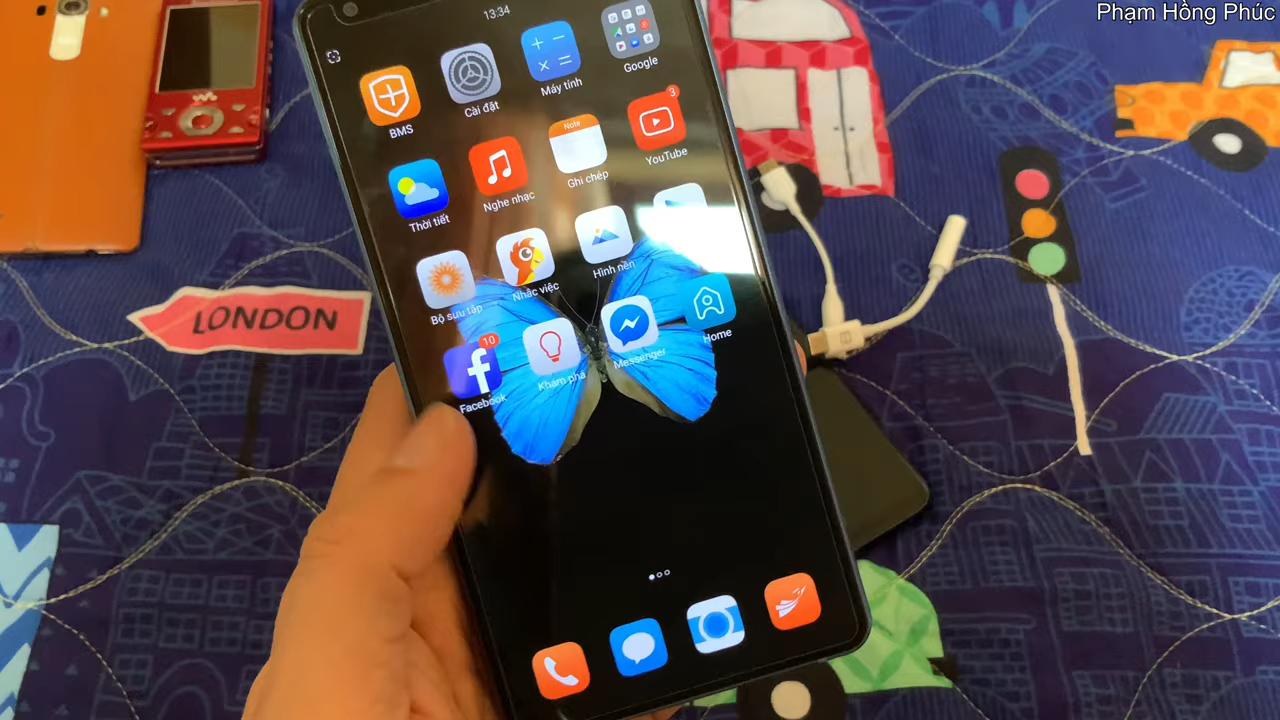 Phạm Hồng Phúc
13:34
BMS
Cài đặt
Máy tính
Google
Thời tiết
Nghe nhạc
Note
Ghi chép
3
YouTube
Bộ sưu tập
Nhắc việc
Hình nền
10
Facebook
Khám phá
Messenger
Home
LONDON